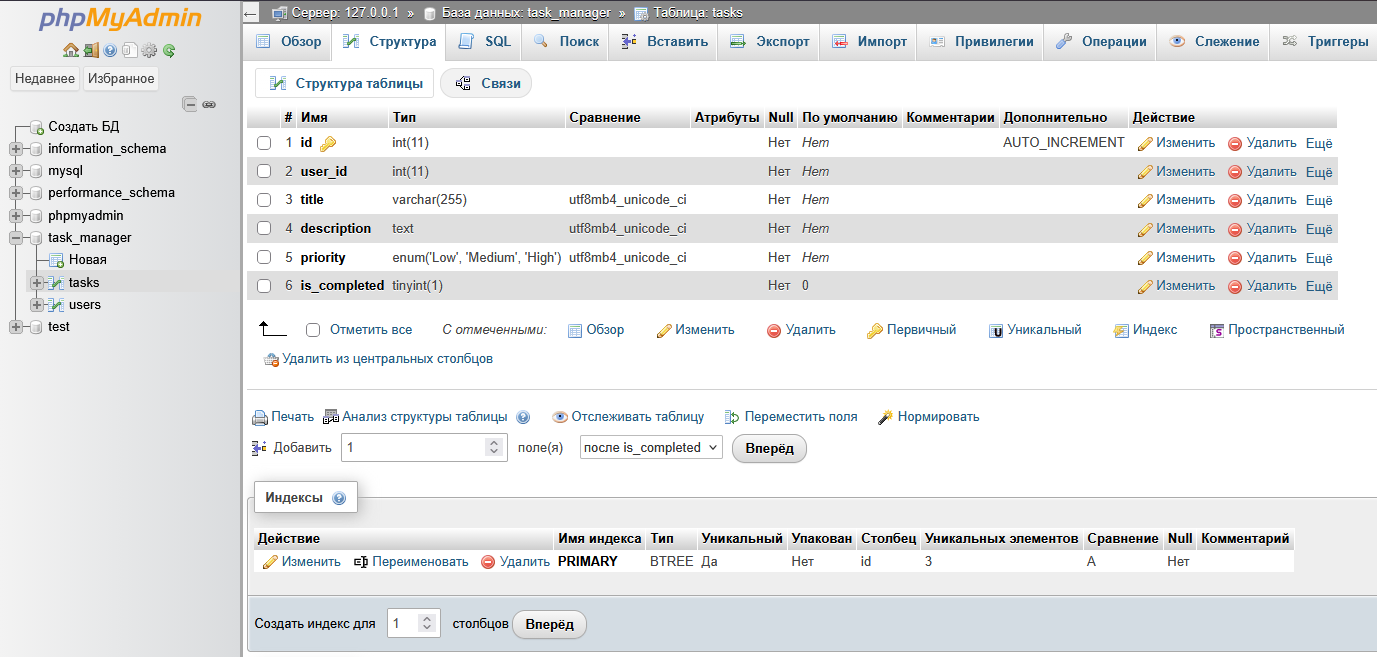 phpMyAdmin
Недавнее Избранное
Создать БД
information_schema
mysql
performance_schema
phpmyadmin
task_manager
Новая
tasks
users
test
← Сервер: 127.0.0.1 » База данных: task_manager » Таблица: tasks
Обзор Структура SQL Поиск Вставить Экспорт Импорт Привилегии Операции Слежение Триггеры
Структура таблицы Связи
# Имя Тип Сравнение Атрибуты Null По умолчанию Комментарии Дополнительно Действие
1 id int(11) Нет Нет AUTO_INCREMENT Изменить Удалить Ещё
2 user_id int(11) Нет Нет Изменить Удалить Ещё
3 title varchar(255) utf8mb4_unicode_ci Нет Нет Изменить Удалить Ещё
4 description text utf8mb4_unicode_ci Нет Нет Изменить Удалить Ещё
5 priority enum('Low', 'Medium', 'High') utf8mb4_unicode_ci Нет Нет Изменить Удалить Ещё
6 is_completed tinyint(1) Нет 0 Изменить Удалить Ещё
Отметить все С отмеченными: Обзор Изменить Удалить Первичный Уникальный Индекс Пространственный
Удалить из центральных столбцов
Печать Анализ структуры таблицы Отслеживать таблицу Переместить поля Нормировать
Добавить 1 поле(я) после is_completed Вперёд
Индексы
Действие Имя индекса Тип Уникальный Упакован Столбец Уникальных элементов Сравнение Null Комментарий
Изменить Переименовать Удалить PRIMARY BTREE Да Нет id 3 A Нет
Создать индекс для 1 столбцов Вперёд